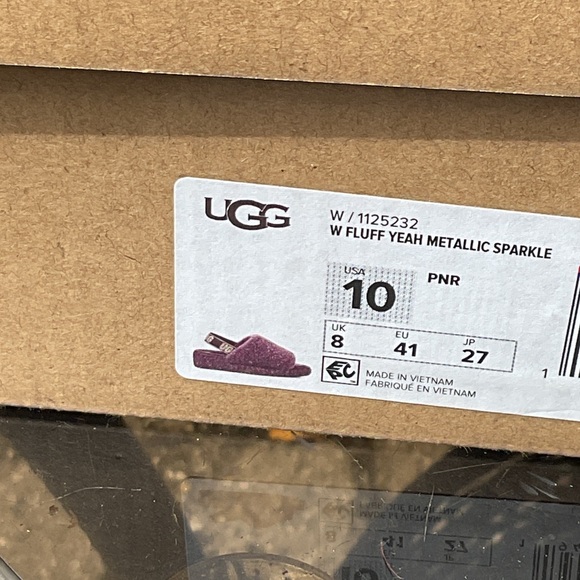 UGG
W / 1125232
W FLUFF YEAH METALLIC SPARKLE
USA
10
PNR
UK EU JP
8 41 27
MADE IN VIETNAM
FABRIQUÉ EN VIETNAM
1